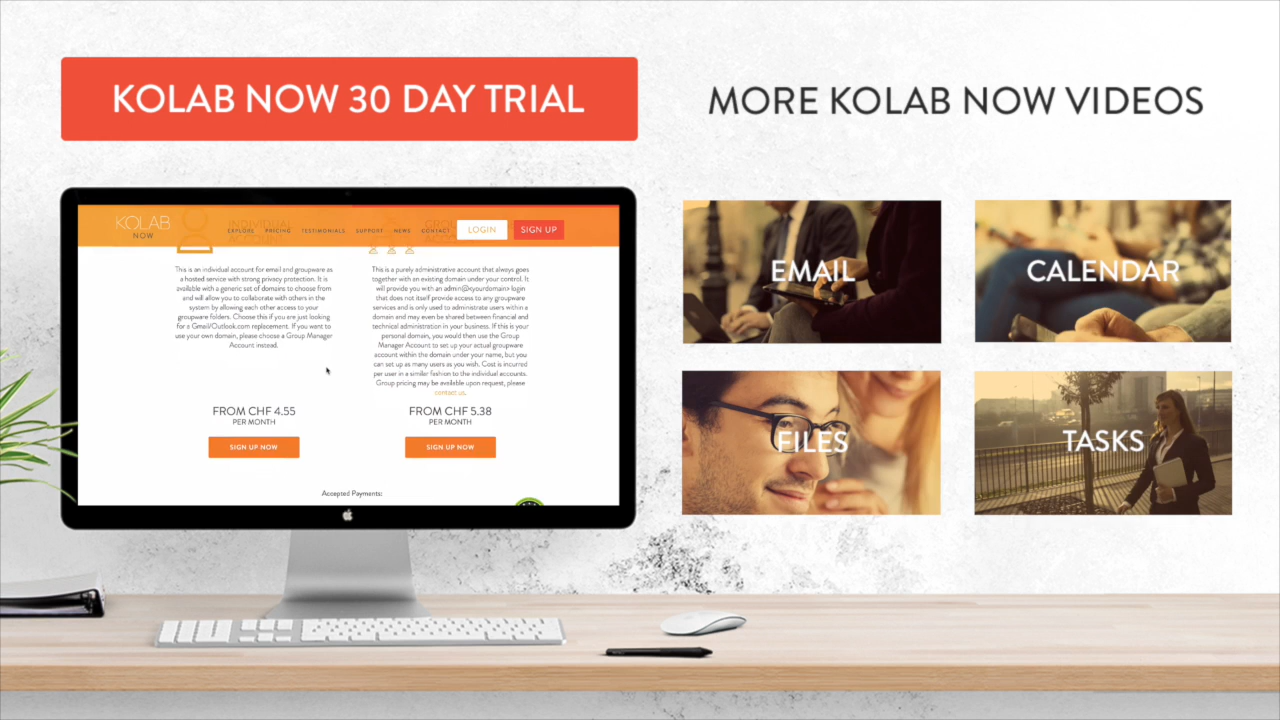 KOLAB NOW 30 DAY TRIAL
MORE KOLAB NOW VIDEOS
KOLAB
NOW
INDIVIDUAL
EXPLORE PRICING TESTIMONIALS SUPPORT NEWS CONTACT
LOGIN
SIGN UP
This is an individual account for email and groupware as
a hosted service with strong privacy protection. It is
available with a generic set of domains to choose from
and will allow you to collaborate with others in the
system by allowing each other access to your
groupware folders. Choose this if you are just looking
for a Gmail/Outlook.com replacement. If you want to
use your own domain, please choose a Group Manager
Account instead.
FROM CHF 4.55
PER MONTH
SIGN UP NOW
This is a purely administrative account that always goes
together with an existing domain under your control. It
will provide you with an admin@<yourdomain> login
that does not itself provide access to any groupware
services and is only used to administrate users within a
domain and may even be shared between financial and
technical administration in your business. If this is your
personal domain, you would then use the Group
Manager Account to set up your actual groupware
account within the domain under your name, but you
can set up as many users as you wish. Cost is incurred
per user in a similar fashion to the individual accounts.
Group pricing may be available upon request, please
contact us.
FROM CHF 5.38
PER MONTH
SIGN UP NOW
Accepted Payments:
EMAIL
CALENDAR
FILES
TASKS